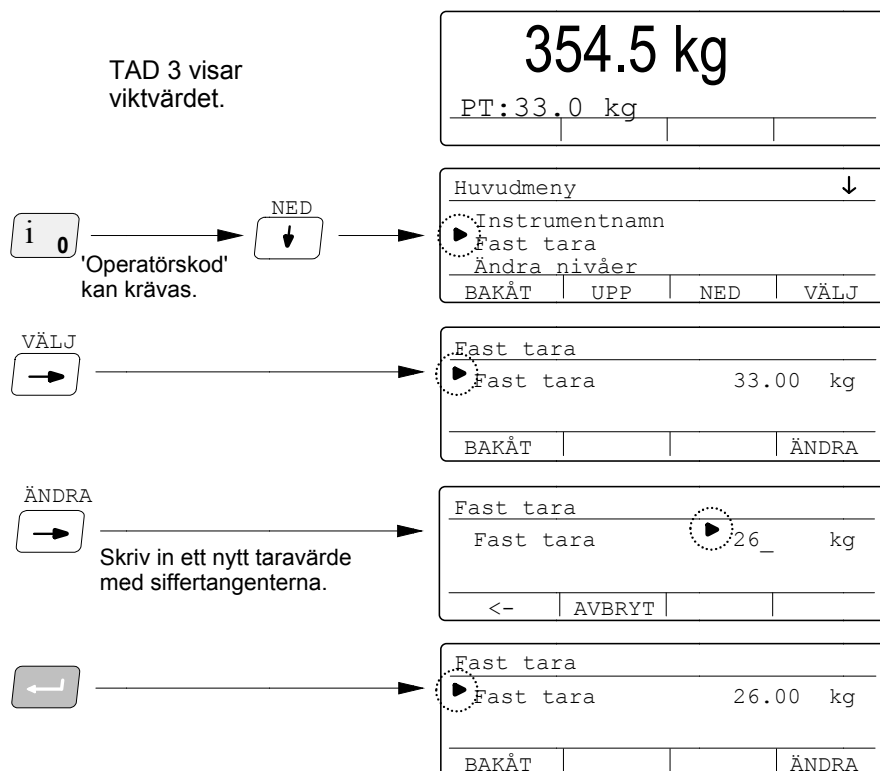 TAD 3 visar
viktvärdet.
354.5 kg
PT:33.0 kg
i 0
'Operatörskod'
kan krävas.
NED
Huvudmeny ↓
Instrumentnamn
Fast tara
Ändra nivåer
BAKÅT UPP NED VÄLJ
VÄLJ
Fast tara
Fast tara 33.00 kg
BAKÅT ÄNDRA
ÄNDRA
Skriv in ett nytt taravärde
med siffertangenterna.
Fast tara
Fast tara 26_ kg
<- AVBRYT
Fast tara
Fast tara 26.00 kg
BAKÅT ÄNDRA